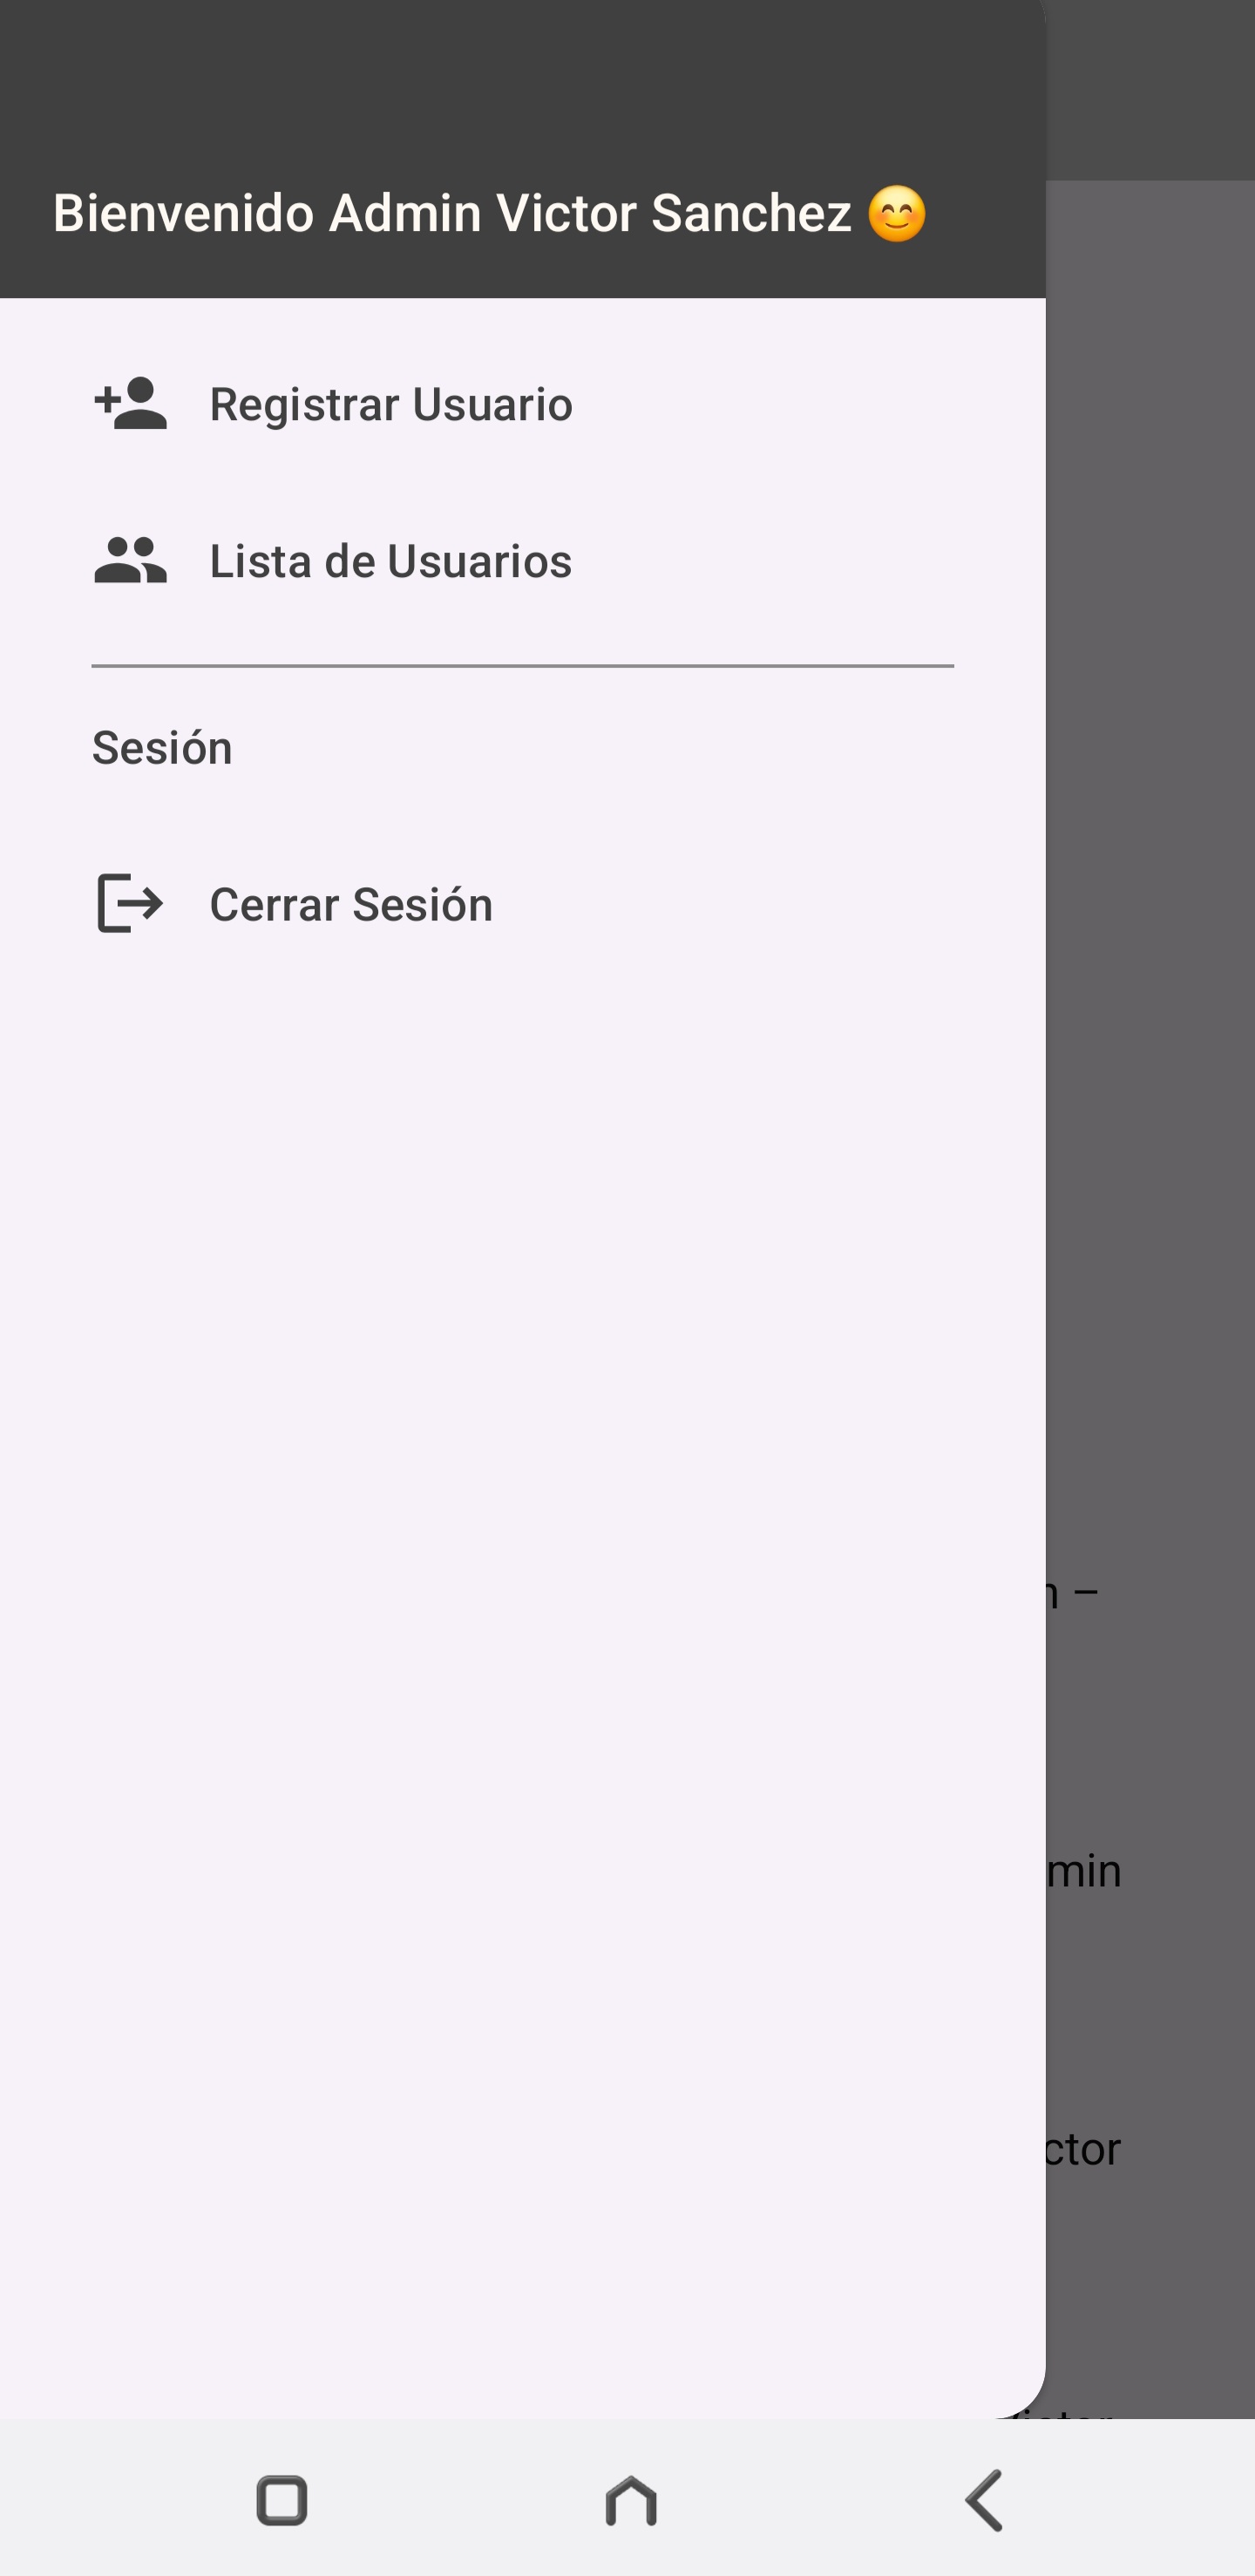 Bienvenido Admin Victor Sanchez 😊
Registrar Usuario
Lista de Usuarios
Sesión
Cerrar Sesión
–
min
ctor